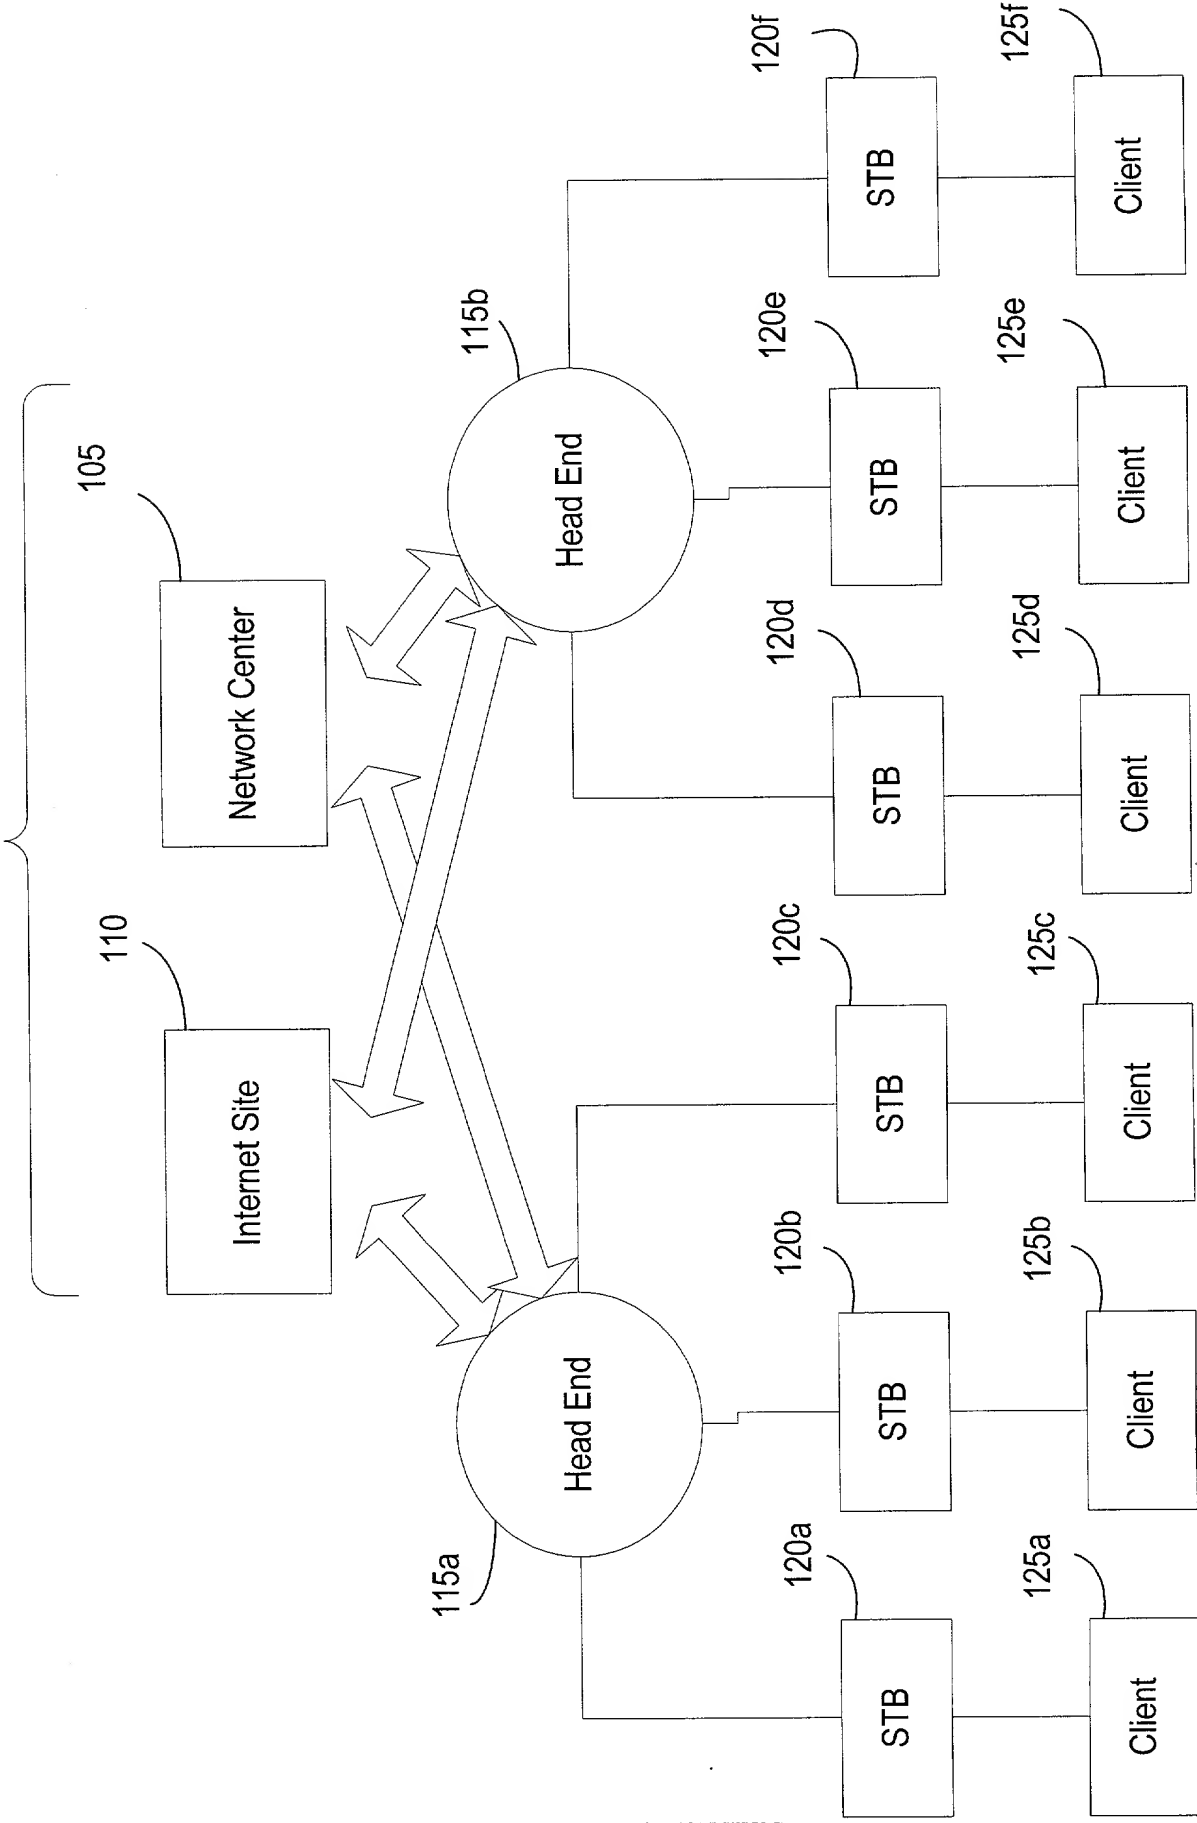 110
105
Internet Site
Network Center
115a
115b
Head End
Head End
120a
120b
120c
120d
120e
120f
STB
STB
STB
STB
STB
STB
125a
125b
125c
125d
125e
125f
Client
Client
Client
Client
Client
Client